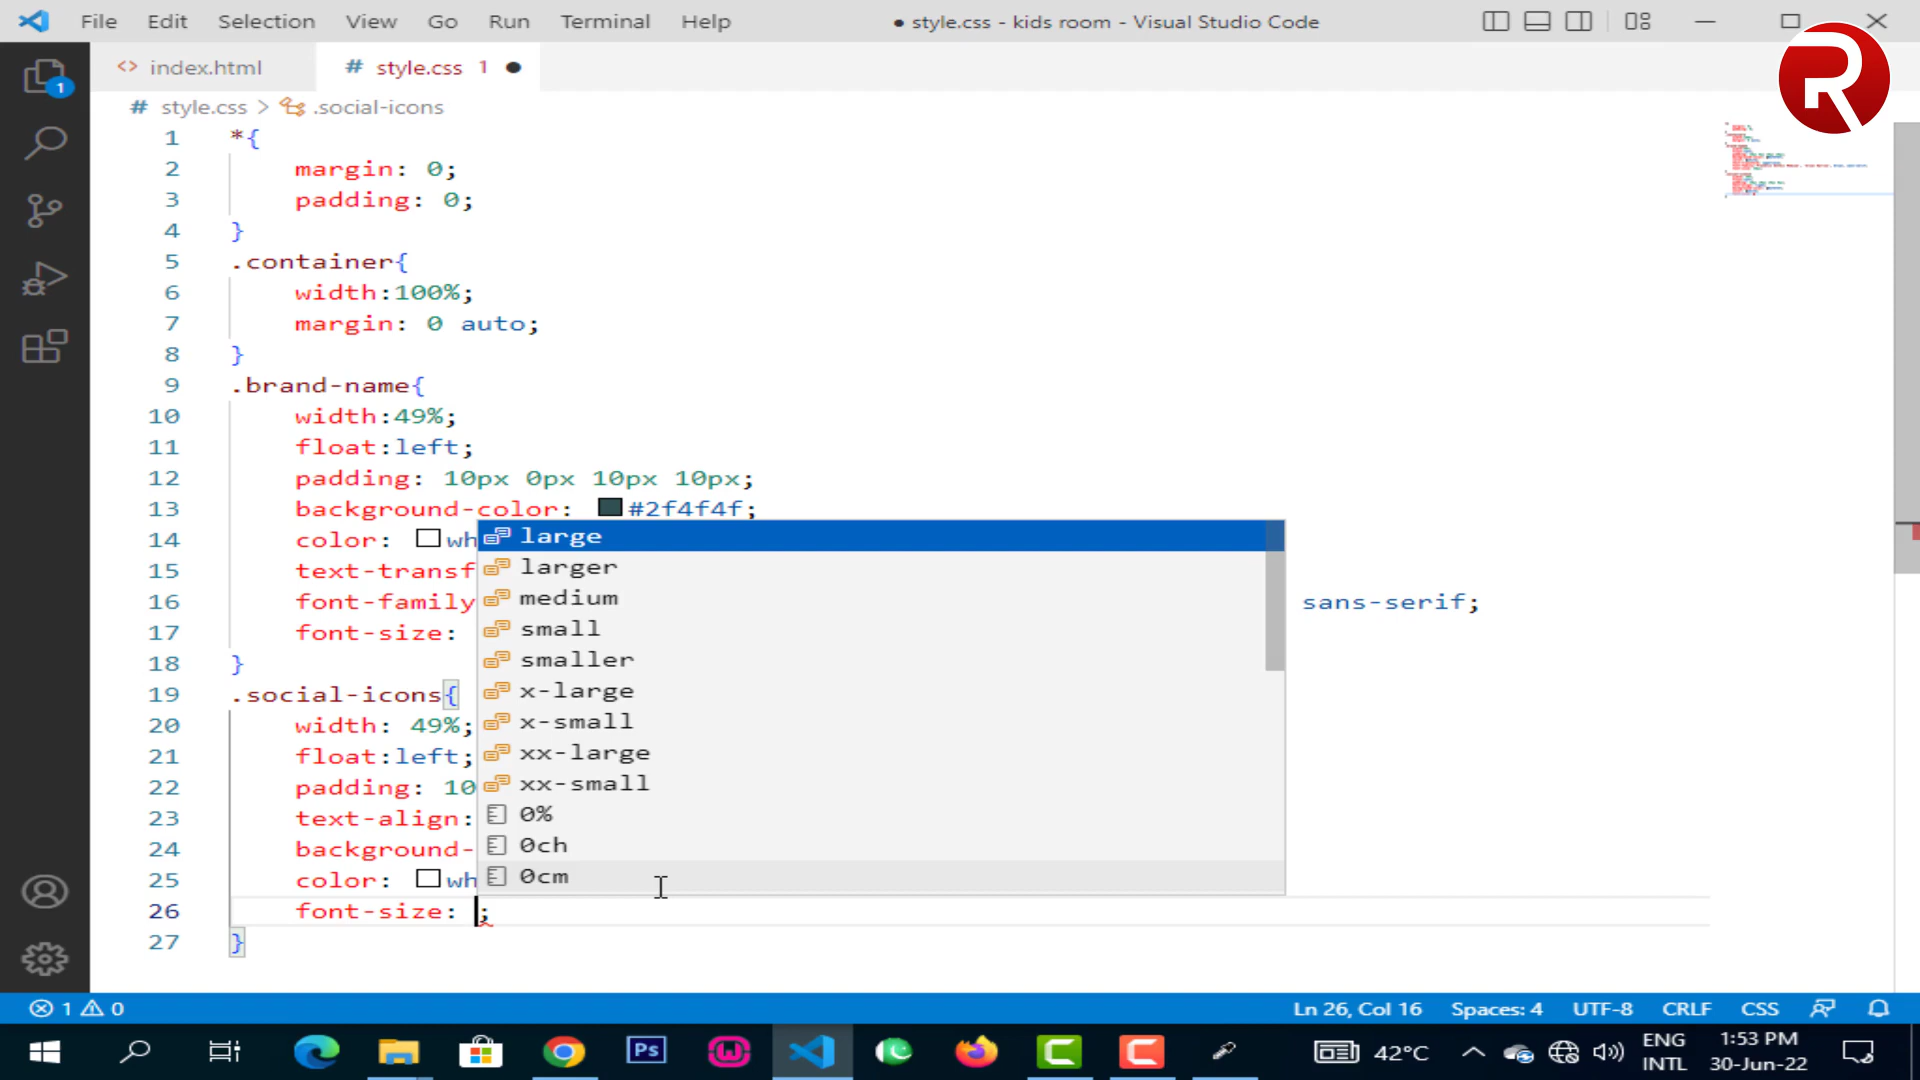 File Edit Selection View Go Run Terminal Help ● style.css - kids room - Visual Studio Code
R
<> index.html # style.css 1 ●
# style.css > .social-icons
1 *{
2 margin: 0;
3 padding: 0;
4 }
5 .container{
6 width:100%;
7 margin: 0 auto;
8 }
9 .brand-name{
10 width:49%;
11 float:left;
12 padding: 10px 0px 10px 10px;
13 background-color: #2f4f4f;
14 color: wh
15 text-transf
16 font-family sans-serif;
17 font-size:
18 }
19 .social-icons{
20 width: 49%;
21 float:left;
22 padding: 10
23 text-align:
24 background-
25 color: wh
26 font-size: ;
27 }
large
larger
medium
small
smaller
x-large
x-small
xx-large
xx-small
0%
0ch
0cm
1
1 0 Ln 26, Col 16 Spaces: 4 UTF-8 CRLF CSS
Ps 42°C ENG INTL 1:53 PM 30-Jun-22